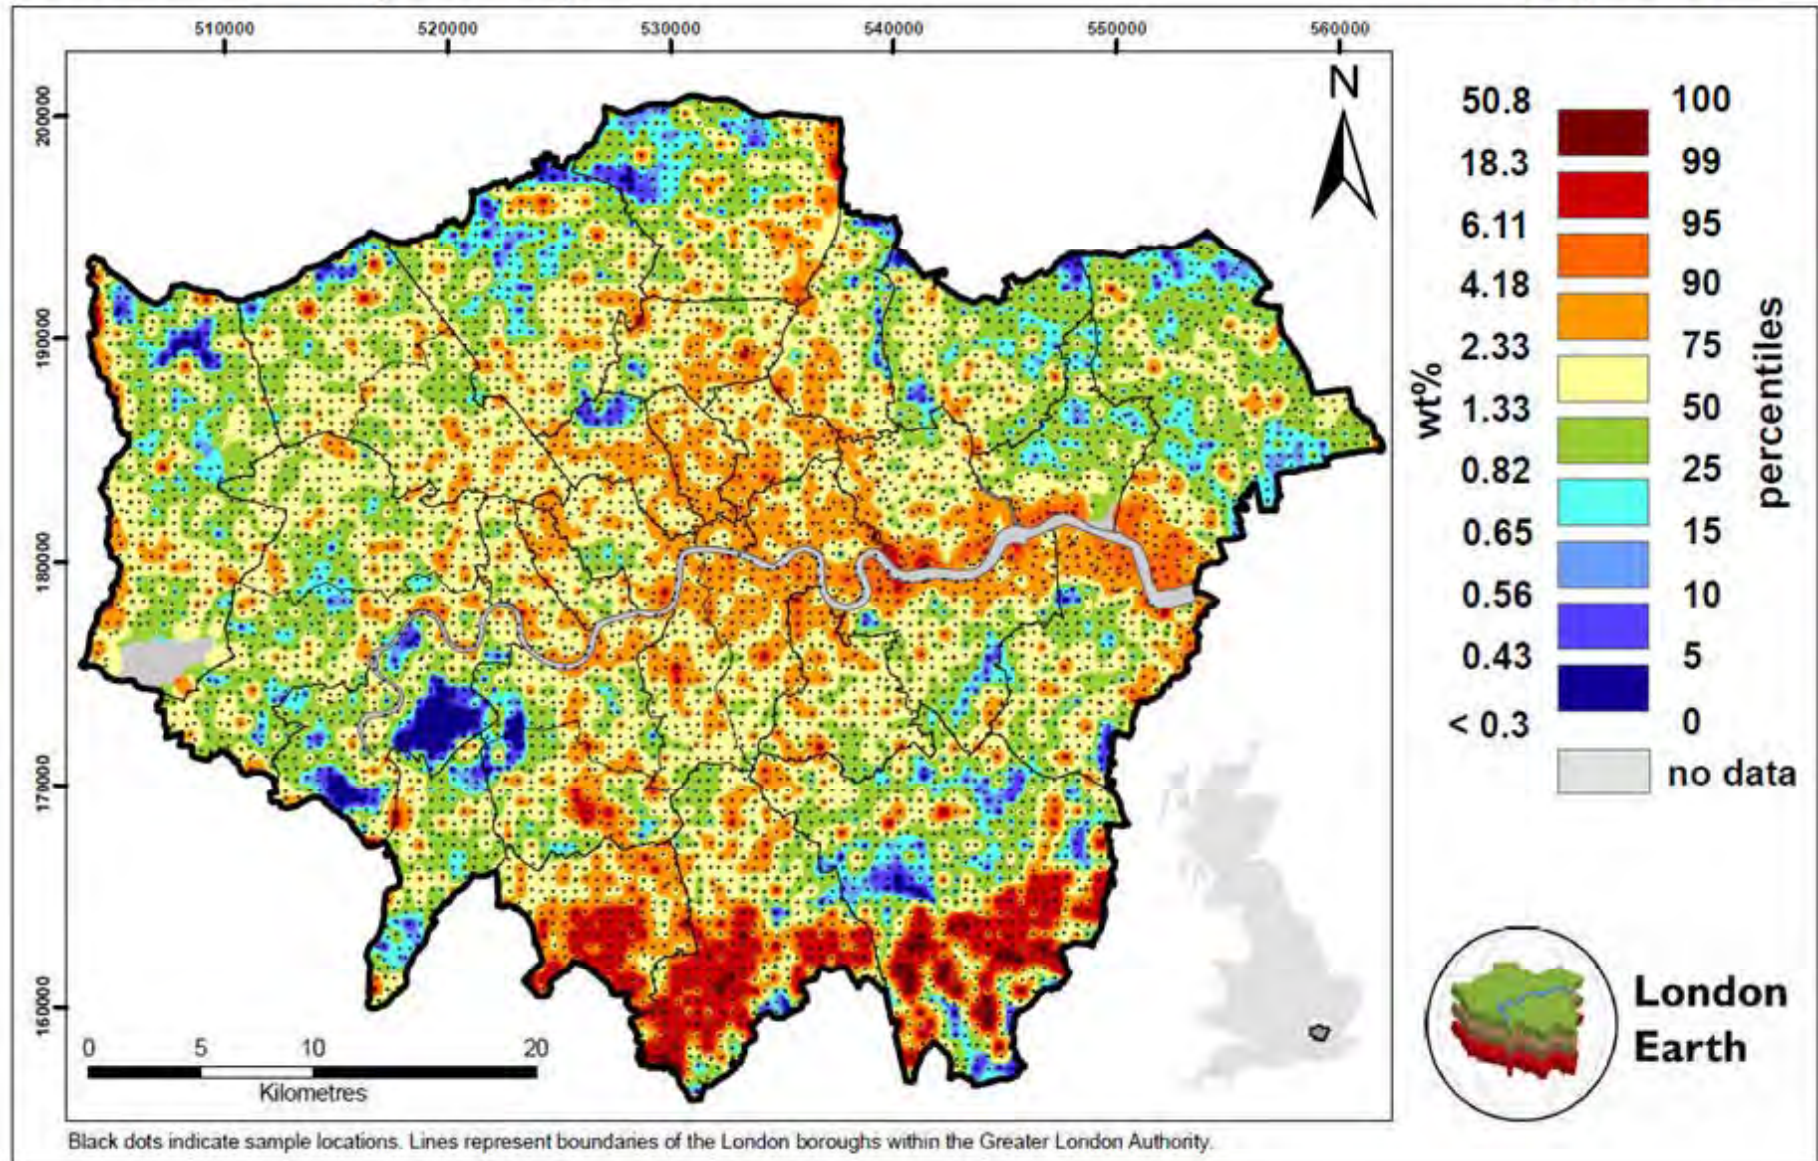 510000 520000 530000 540000 550000 560000
200000
190000
180000
170000
160000
N
50.8 100
18.3 99
6.11 95
4.18 90
2.33 75
1.33 50
0.82 25
0.65 15
0.56 10
0.43 5
< 0.3 0
wt%
percentiles
no data
London
Earth
0 5 10 20
Kilometres
Black dots indicate sample locations. Lines represent boundaries of the London boroughs within the Greater London Authority.